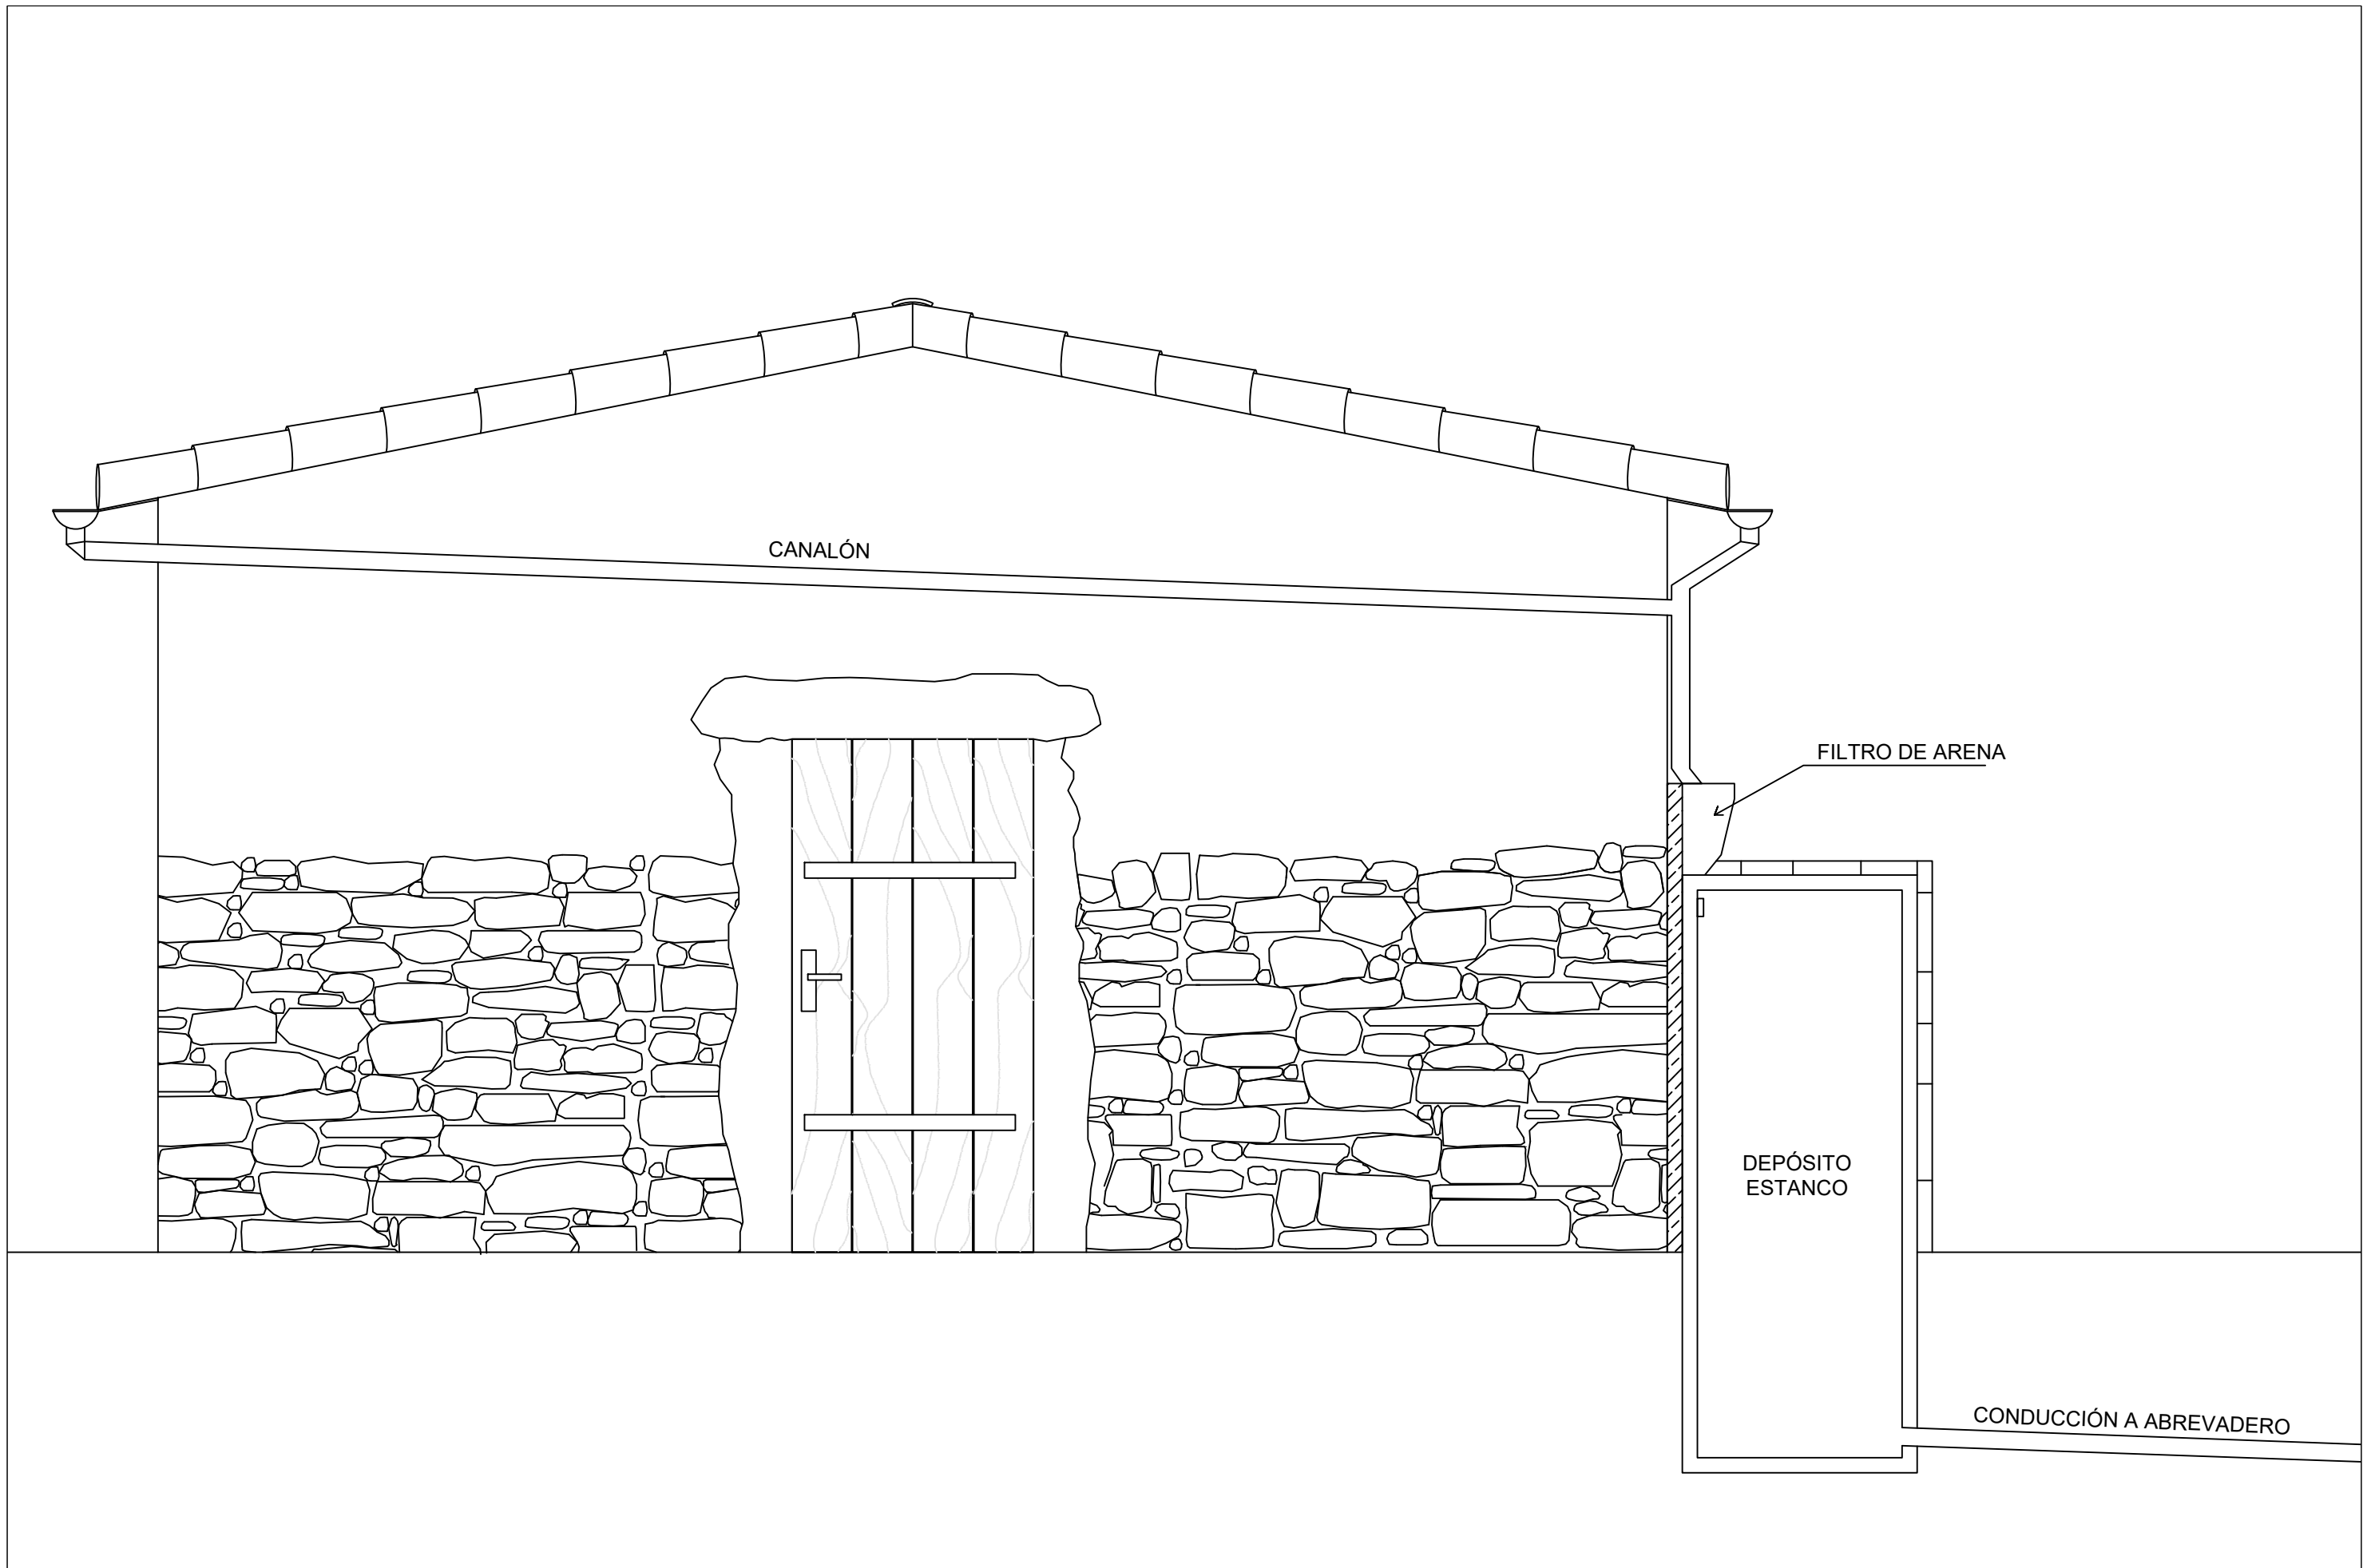 CANALÓN
FILTRO DE ARENA
DEPÓSITO
ESTANCO
CONDUCCIÓN A ABREVADERO